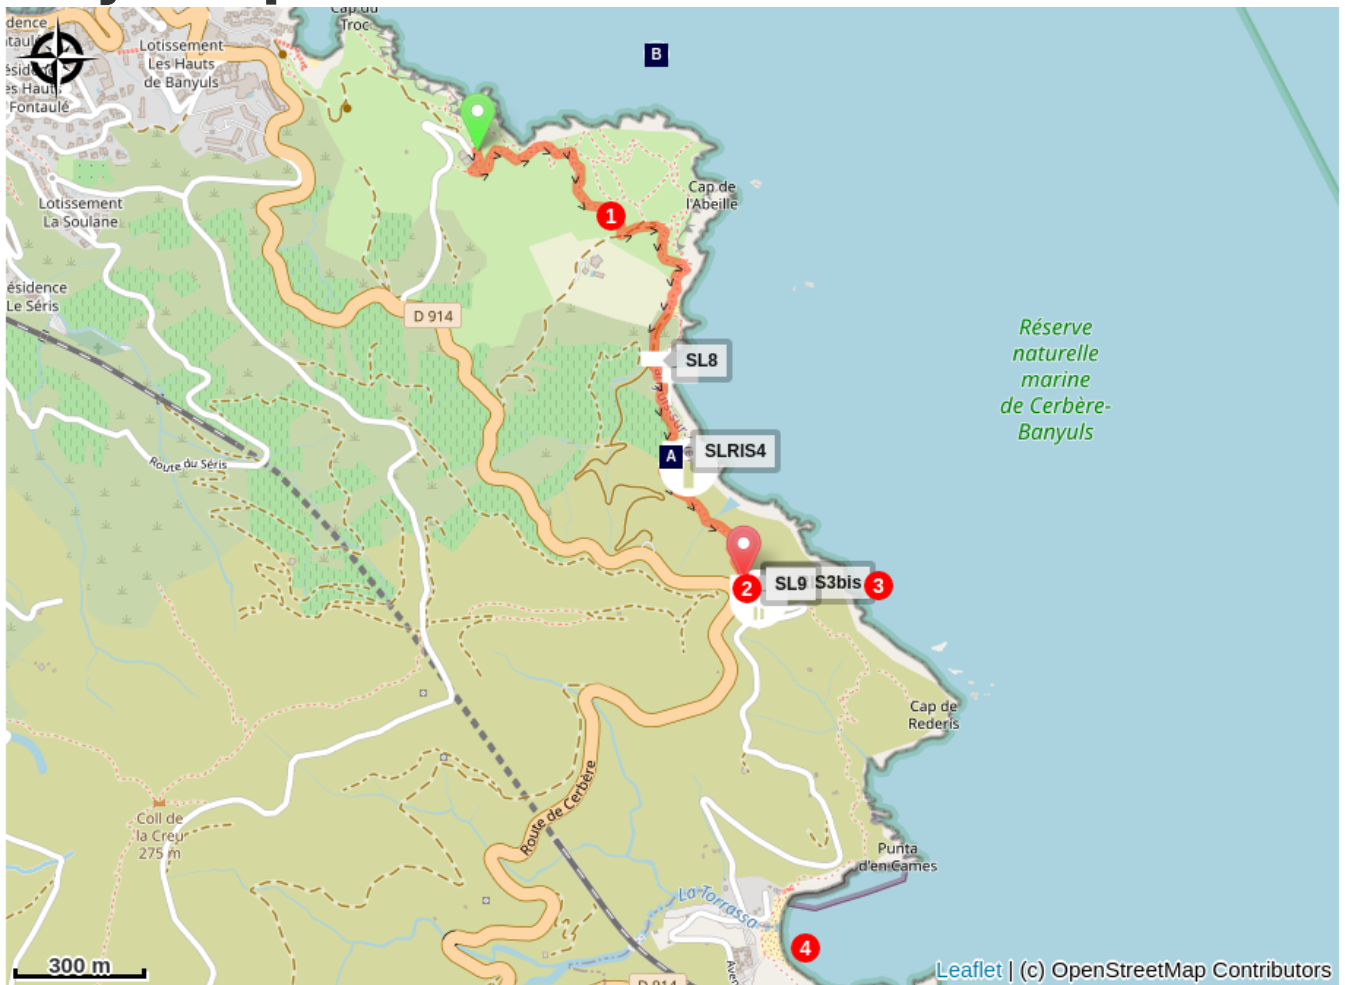 Cap du
Troc
B
Lotissement
Les Hauts
de Banyuls
Fontaulé
Cap de
l'Abeille
1
Lotissement
La Soulane
Le Séris
D 914
Réserve
naturelle
marine
de Cerbère-
Banyuls
SL8
A
SLRIS4
Route du Séris
2
SL9
S3bis
3
Cap de
Rederis
Route de Cerbère
Coll de
la Creu
275 m
Punta
d'en Cames
La Torrassa
4
300 m
D 914
Leaflet | (c) OpenStreetMap Contributors